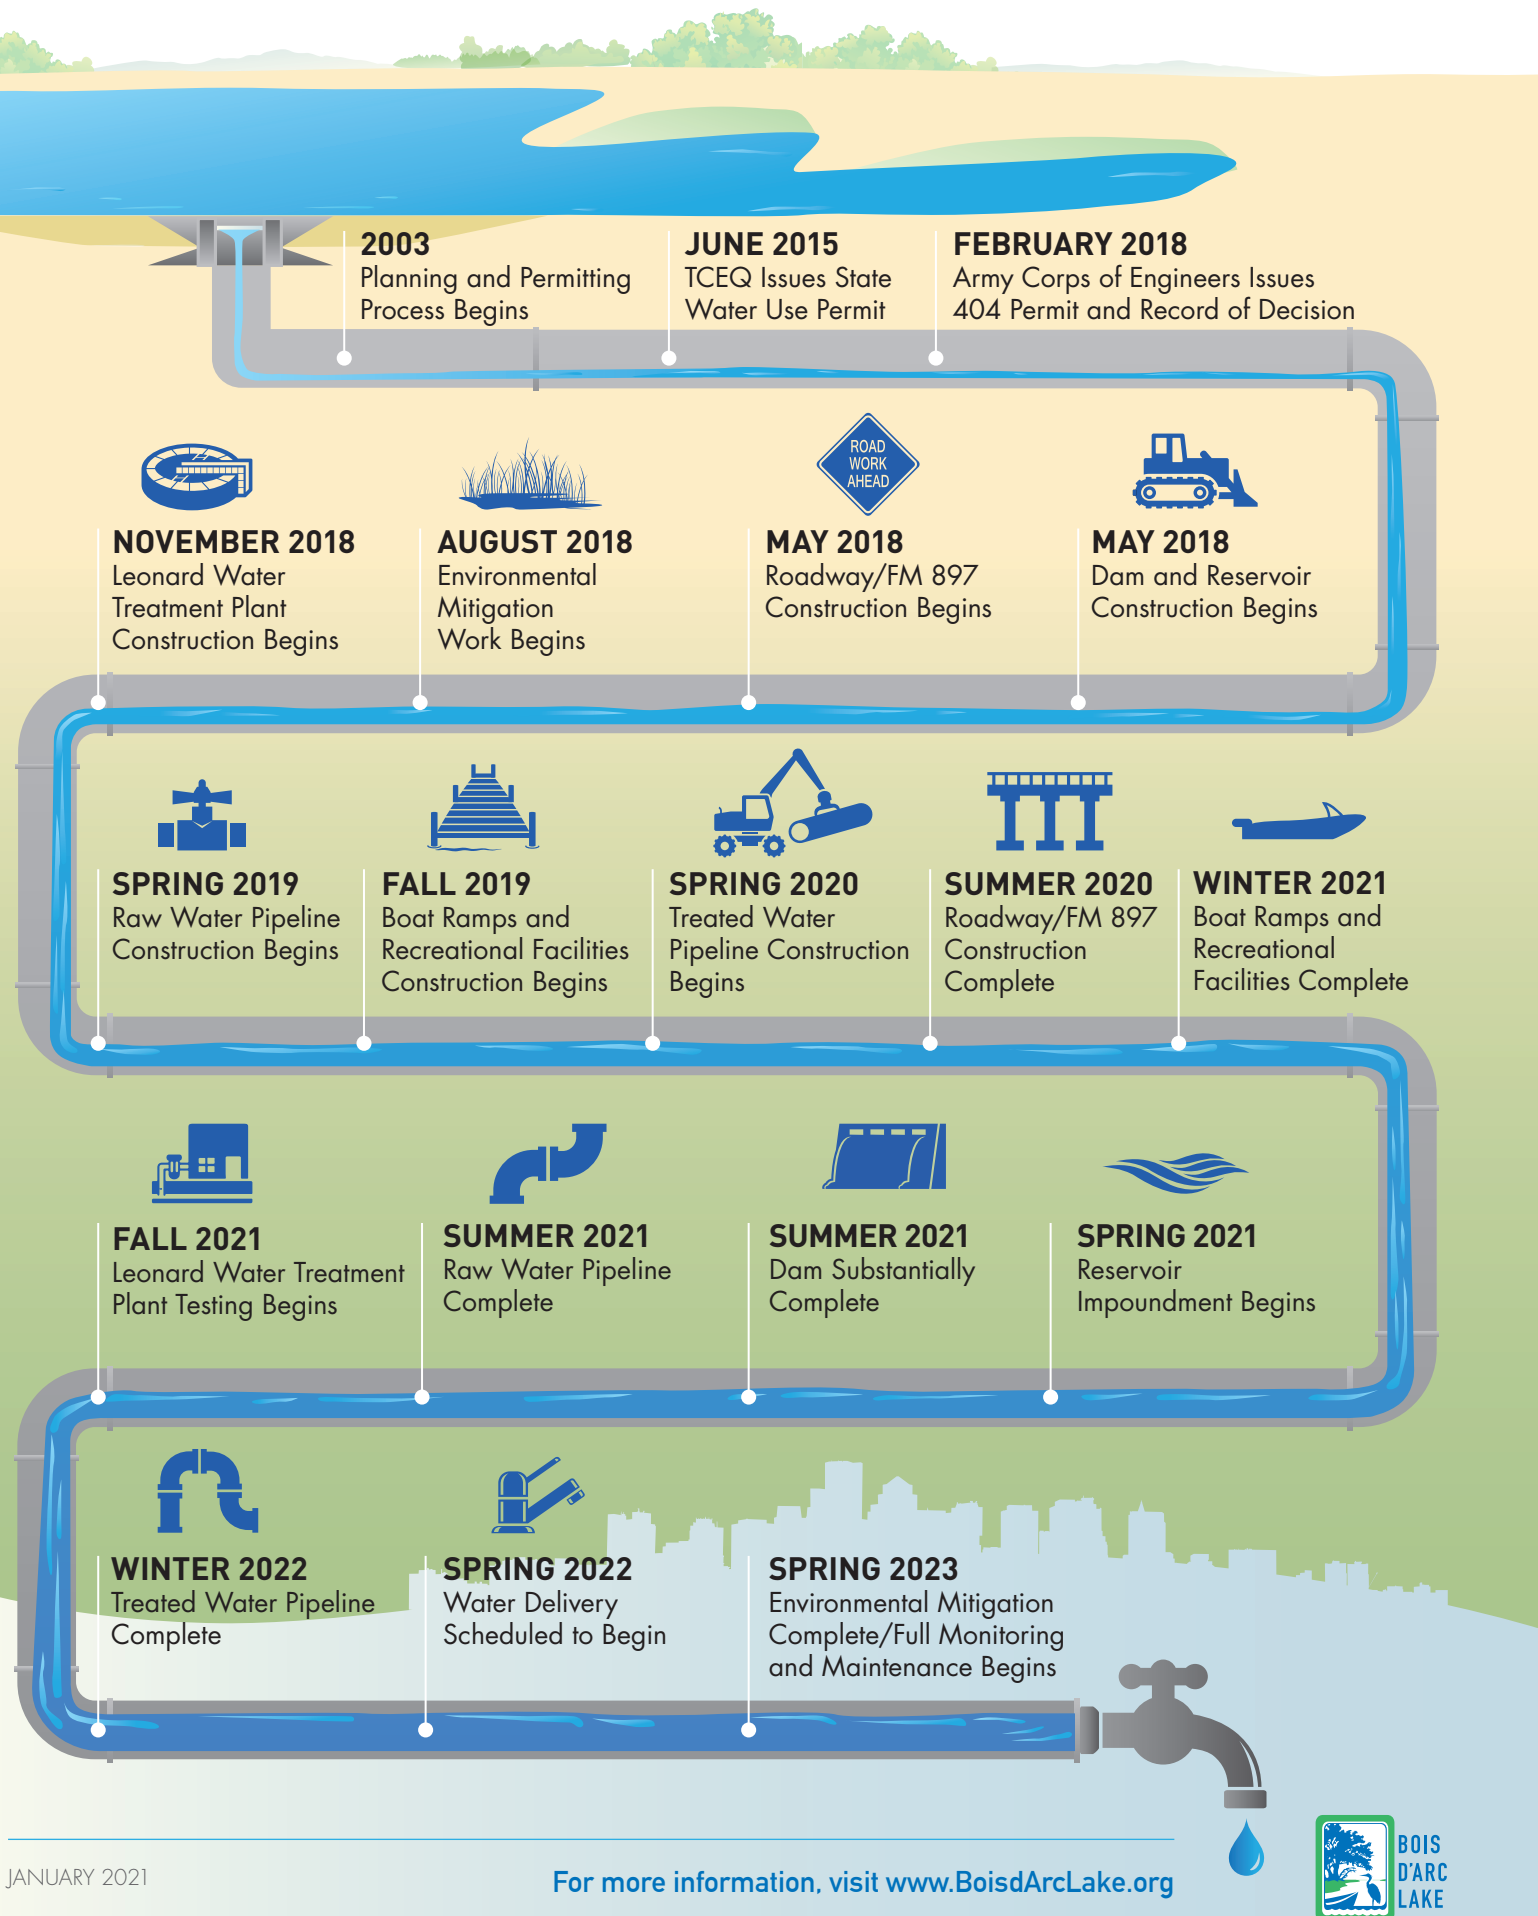 2003
Planning and Permitting
Process Begins
JUNE 2015
TCEQ Issues State
Water Use Permit
FEBRUARY 2018
Army Corps of Engineers Issues
404 Permit and Record of Decision
ROAD
WORK
AHEAD
NOVEMBER 2018
Leonard Water
Treatment Plant
Construction Begins
AUGUST 2018
Environmental
Mitigation
Work Begins
MAY 2018
Roadway/FM 897
Construction Begins
MAY 2018
Dam and Reservoir
Construction Begins
SPRING 2019
Raw Water Pipeline
Construction Begins
FALL 2019
Boat Ramps and
Recreational Facilities
Construction Begins
SPRING 2020
Treated Water
Pipeline Construction
Begins
SUMMER 2020
Roadway/FM 897
Construction
Complete
WINTER 2021
Boat Ramps and
Recreational
Facilities Complete
FALL 2021
Leonard Water Treatment
Plant Testing Begins
SUMMER 2021
Raw Water Pipeline
Complete
SUMMER 2021
Dam Substantially
Complete
SPRING 2021
Reservoir
Impoundment Begins
WINTER 2022
Treated Water Pipeline
Complete
SPRING 2022
Water Delivery
Scheduled to Begin
SPRING 2023
Environmental Mitigation
Complete/Full Monitoring
and Maintenance Begins
JANUARY 2021
For more information, visit www.BoisdArcLake.org
BOIS
D'ARC
LAKE